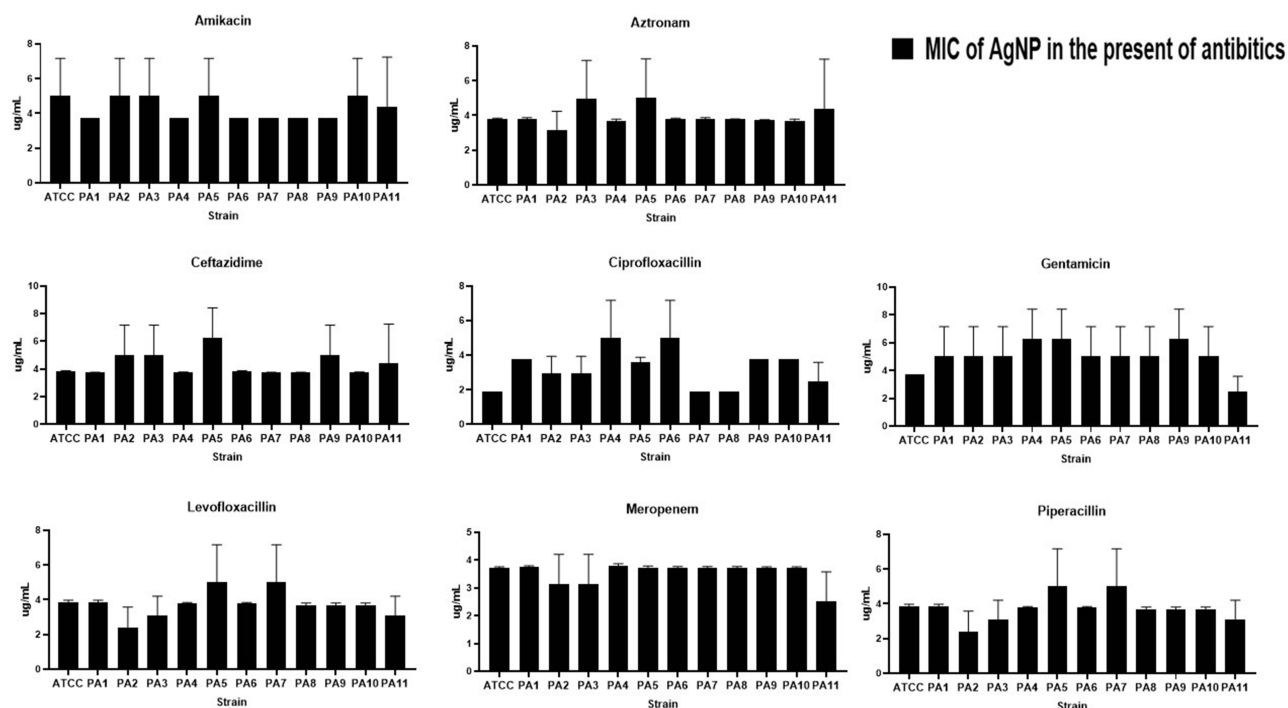 Amikacin
8
6
4
2
0
ug/mL
ATCC PA1 PA2 PA3 PA4 PA5 PA6 PA7 PA8 PA9 PA10 PA11
Strain
Aztronam
8
6
4
2
0
ug/mL
ATCC PA1 PA2 PA3 PA4 PA5 PA6 PA7 PA8 PA9 PA10 PA11
Strain
MIC of AgNP in the present of antibitics
Ceftazidime
10
8
6
4
2
0
ug/mL
ATCC PA1 PA2 PA3 PA4 PA5 PA6 PA7 PA8 PA9 PA10 PA11
Strain
Ciprofloxacillin
8
6
4
2
0
ug/mL
ATCC PA1 PA2 PA3 PA4 PA5 PA6 PA7 PA8 PA9 PA10 PA11
Strain
Gentamicin
10
8
6
4
2
0
ug/mL
ATCC PA1 PA2 PA3 PA4 PA5 PA6 PA7 PA8 PA9 PA10 PA11
Strain
Levofloxacillin
8
6
4
2
0
ug/mL
ATCC PA1 PA2 PA3 PA4 PA5 PA6 PA7 PA8 PA9 PA10 PA11
Strain
Meropenem
5
4
3
2
1
0
ug/mL
ATCC PA1 PA2 PA3 PA4 PA5 PA6 PA7 PA8 PA9 PA10 PA11
Strain
Piperacillin
8
6
4
2
0
ug/mL
ATCC PA1 PA2 PA3 PA4 PA5 PA6 PA7 PA8 PA9 PA10 PA11
Strain